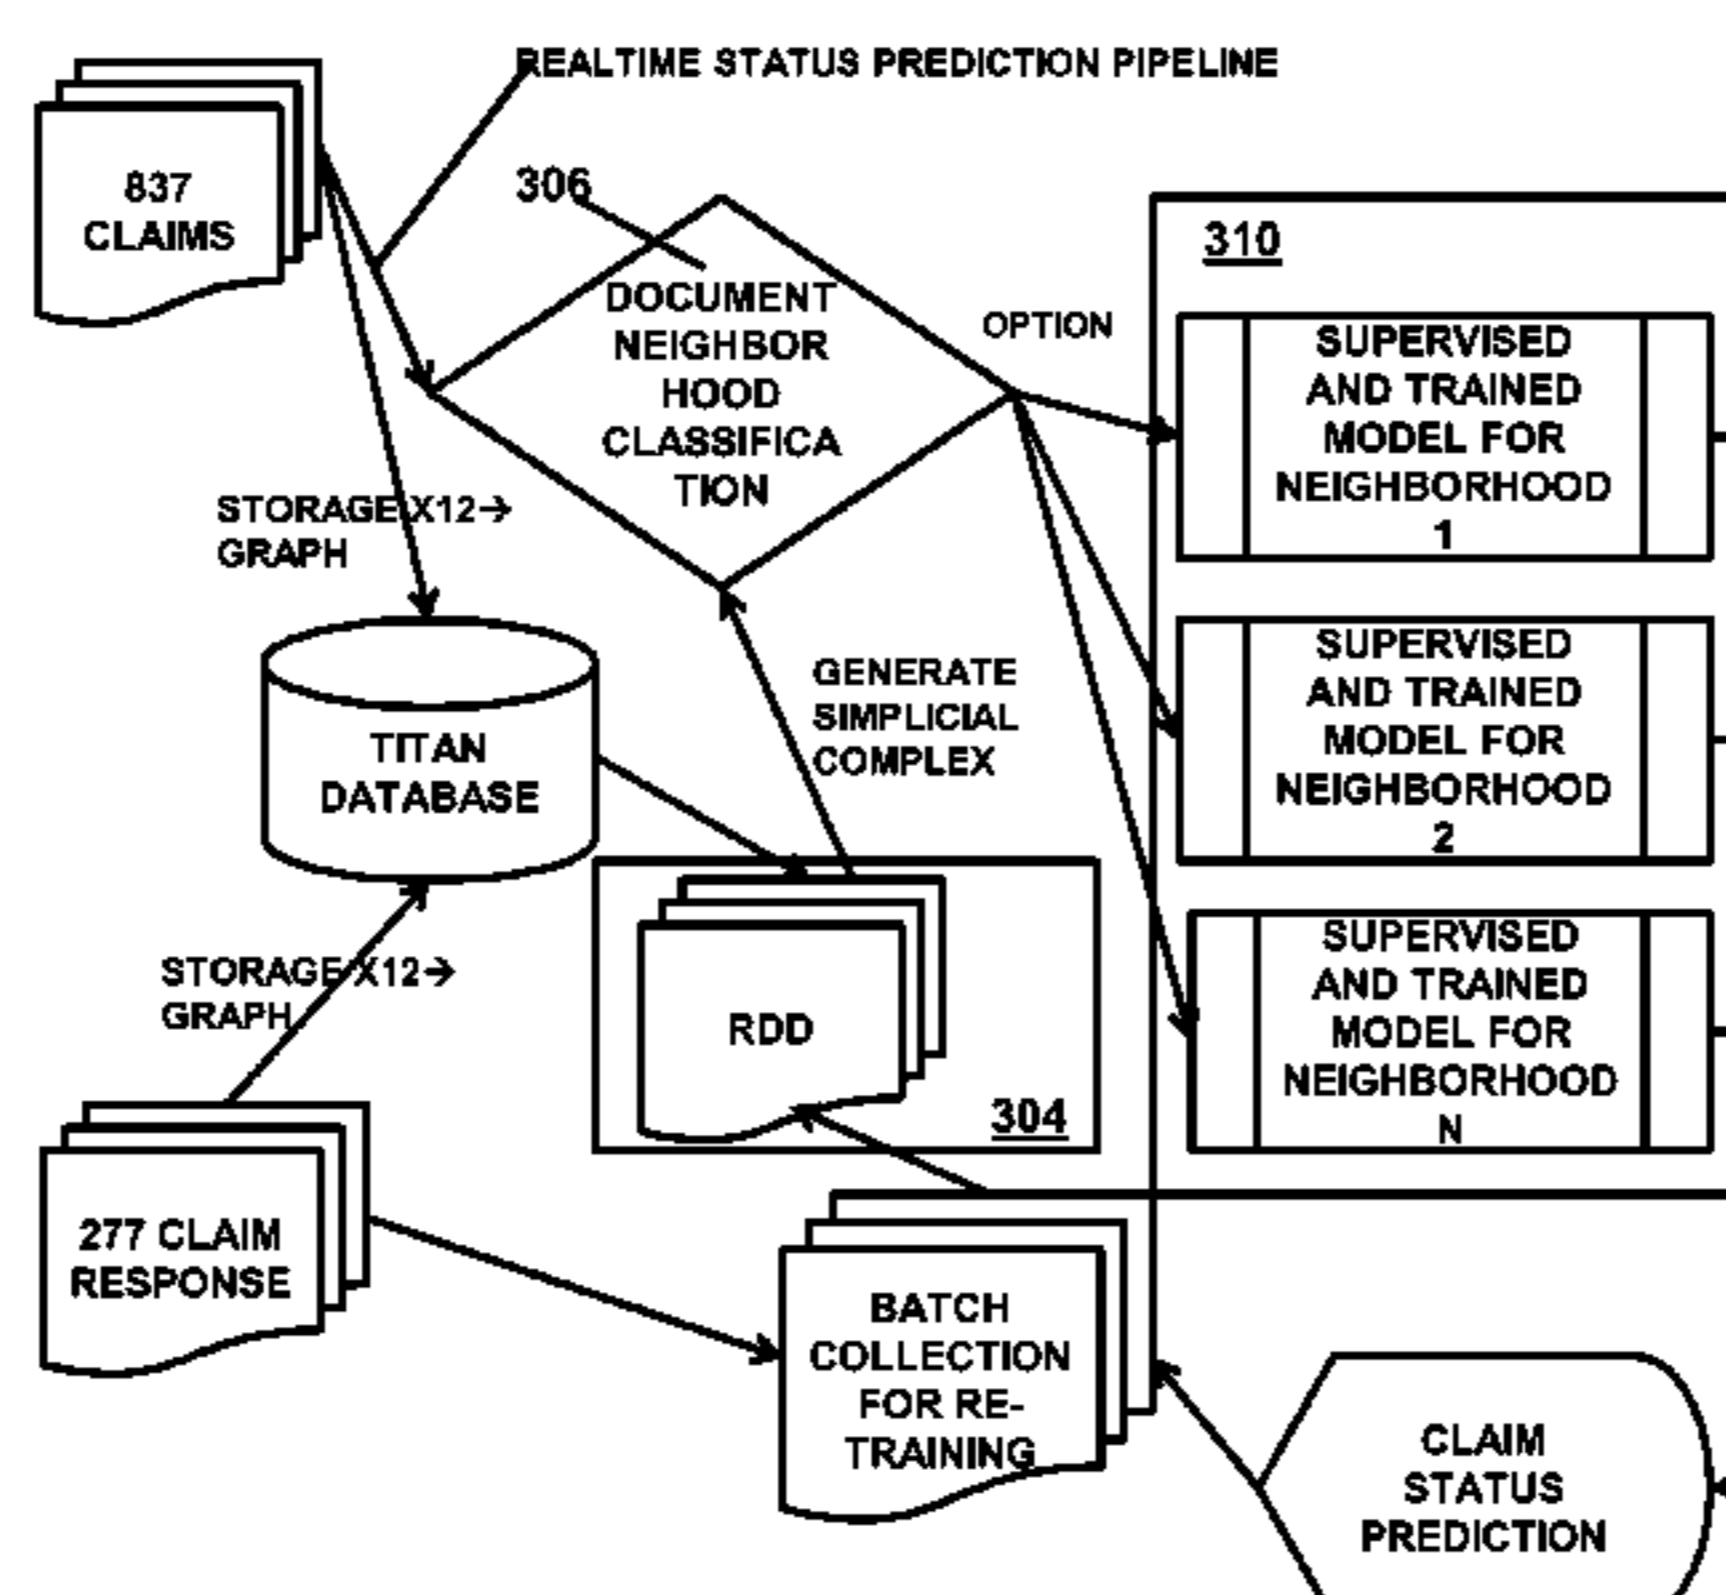 REALTIME STATUS PREDICTION PIPELINE
837
CLAIMS
306
DOCUMENT
NEIGHBOR
HOOD
CLASSIFICA
TION
OPTION
310
SUPERVISED
AND TRAINED
MODEL FOR
NEIGHBORHOOD
1
STORAGE X12→
GRAPH
SUPERVISED
AND TRAINED
MODEL FOR
NEIGHBORHOOD
2
GENERATE
SIMPLICIAL
COMPLEX
TITAN
DATABASE
SUPERVISED
AND TRAINED
MODEL FOR
NEIGHBORHOOD
N
STORAGE X12→
GRAPH
RDD
304
277 CLAIM
RESPONSE
BATCH
COLLECTION
FOR RE-
TRAINING
CLAIM
STATUS
PREDICTION